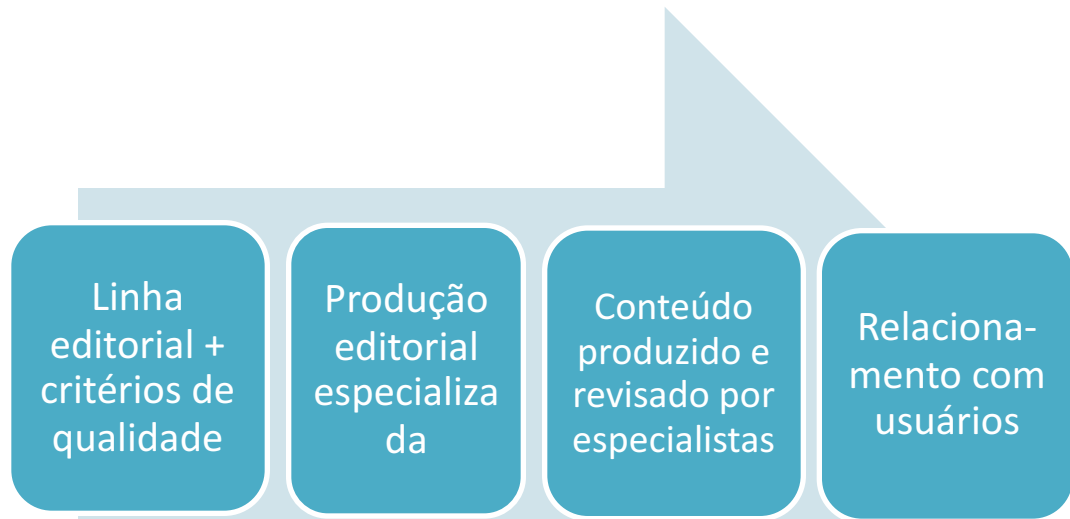 Linha
editorial +
critérios de
qualidade
Produção
editorial
especializa
da
Conteúdo
produzido e
revisado por
especialistas
Relaciona-
mento com
usuários